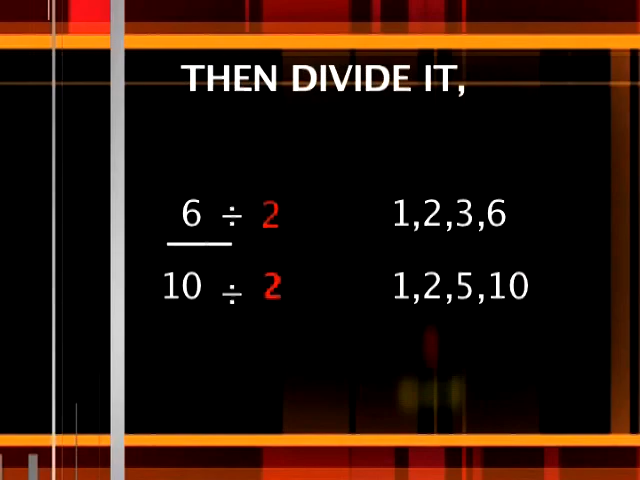 THEN DIVIDE IT,
6 ÷ 2 1,2,3,6
10 ÷ 2 1,2,5,10